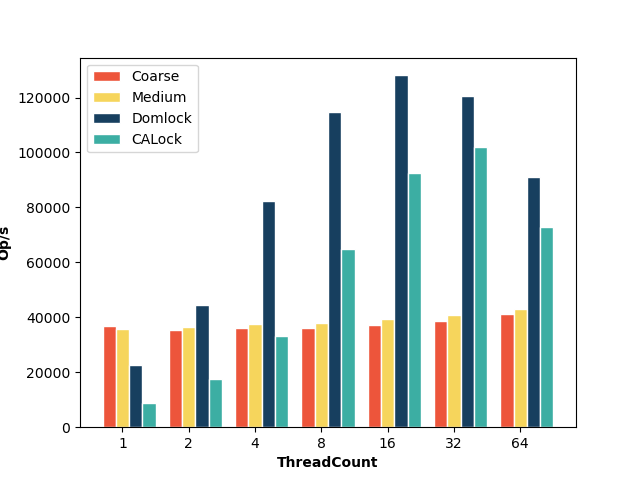 Coarse
Medium
Domlock
CALock
120000
100000
80000
60000
40000
20000
0
Op/s
1 2 4 8 16 32 64
ThreadCount